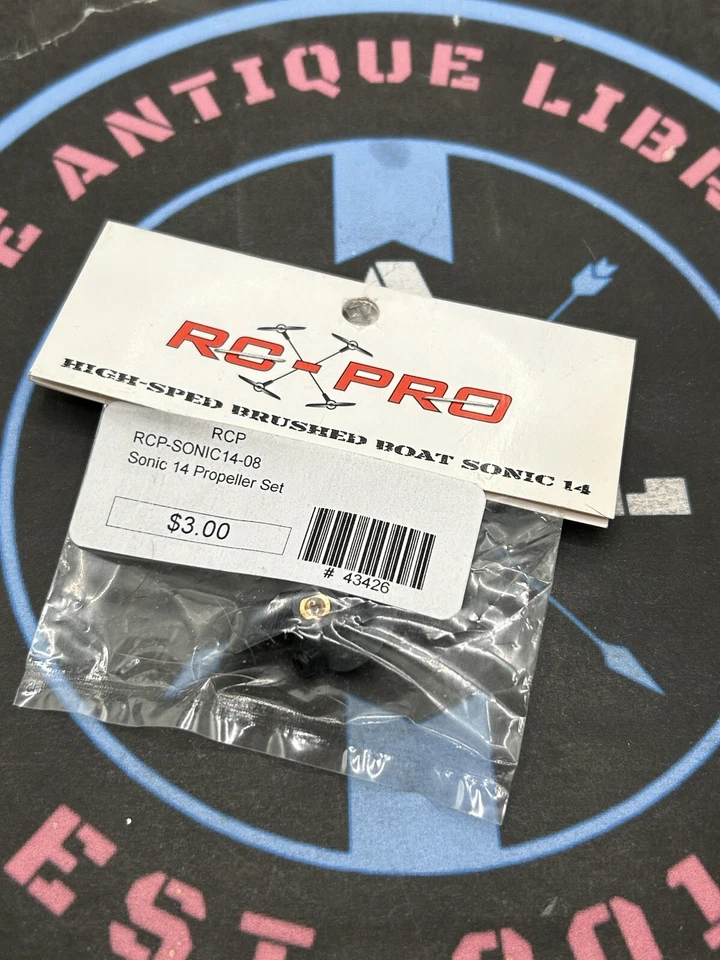 E ANTIQUE LIBR
RC-PRO
HIGH-SPED BRUSHED BOAT SONIC 14
RCP
RCP-SONIC14-08
Sonic 14 Propeller Set
$3.00
# 43426
EST. 201